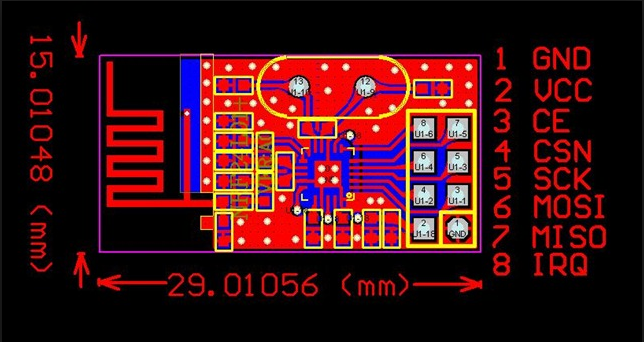 15.01048 (mm)
29.01056 (mm)
1 GND
2 VCC
3 CE
4 CSN
5 SCK
6 MOSI
7 MISO
8 IRQ
13
12
U1-9
8
U1-6
7
U1-5
6
U1-4
5
U1-3
4
U1-2
3
U1-1
2
U1-18
1
GND